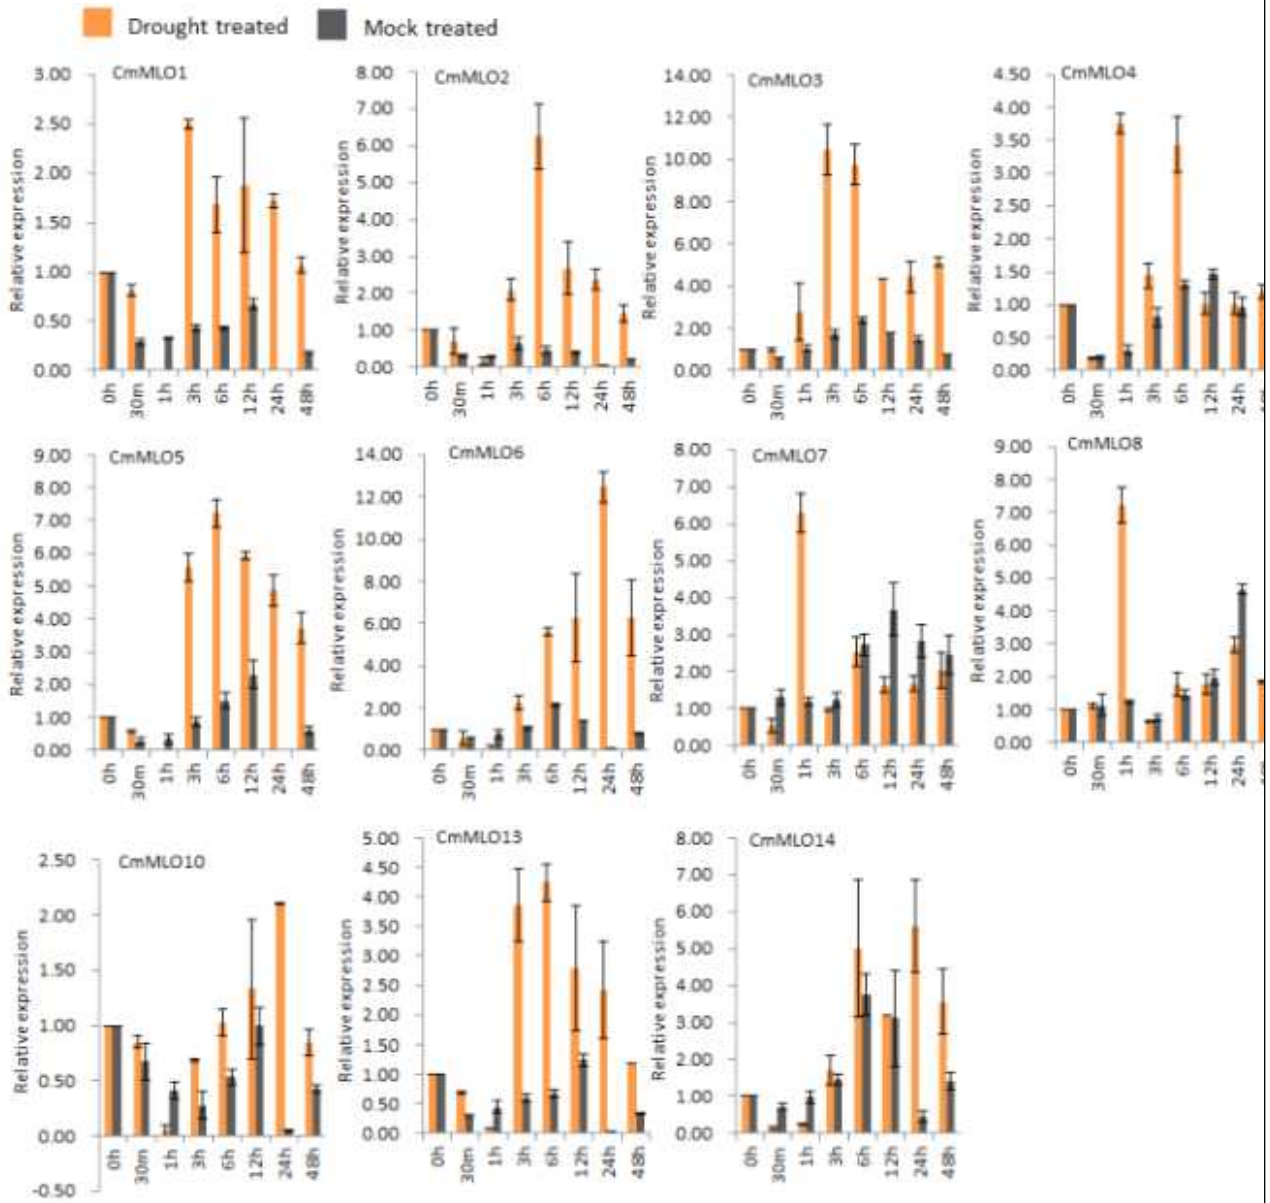 Drought treated Mock treated
CmMLO1
Relative expression
3.00
2.50
2.00
1.50
1.00
0.50
0.00
0h 30m 1h 3h 6h 12h 24h 48h
CmMLO2
Relative expression
8.00
7.00
6.00
5.00
4.00
3.00
2.00
1.00
0.00
0h 30m 1h 3h 6h 12h 24h 48h
CmMLO3
Relative expression
14.00
12.00
10.00
8.00
6.00
4.00
2.00
0.00
0h 30m 1h 3h 6h 12h 24h 48h
CmMLO4
Relative expression
4.50
4.00
3.50
3.00
2.50
2.00
1.50
1.00
0.50
0.00
0h 30m 1h 3h 6h 12h 24h
CmMLO5
Relative expression
9.00
8.00
7.00
6.00
5.00
4.00
3.00
2.00
1.00
0.00
0h 30m 1h 3h 6h 12h 24h 48h
CmMLO6
Relative expression
14.00
12.00
10.00
8.00
6.00
4.00
2.00
0.00
0h 30m 1h 3h 6h 12h 24h 48h
CmMLO7
Relative expression
8.00
7.00
6.00
5.00
4.00
3.00
2.00
1.00
0.00
0h 30m 1h 3h 6h 12h 24h 48h
CmMLO8
Relative expression
9.00
8.00
7.00
6.00
5.00
4.00
3.00
2.00
1.00
0.00
0h 30m 1h 3h 6h 12h 24h
CmMLO10
Relative expression
2.50
2.00
1.50
1.00
0.50
0.00
-0.50
0h 30m 1h 3h 6h 12h 24h 48h
CmMLO13
Relative expression
5.00
4.50
4.00
3.50
3.00
2.50
2.00
1.50
1.00
0.50
0.00
0h 30m 1h 3h 6h 12h 24h 48h
CmMLO14
Relative expression
8.00
7.00
6.00
5.00
4.00
3.00
2.00
1.00
0.00
0h 30m 1h 3h 6h 12h 24h 48h